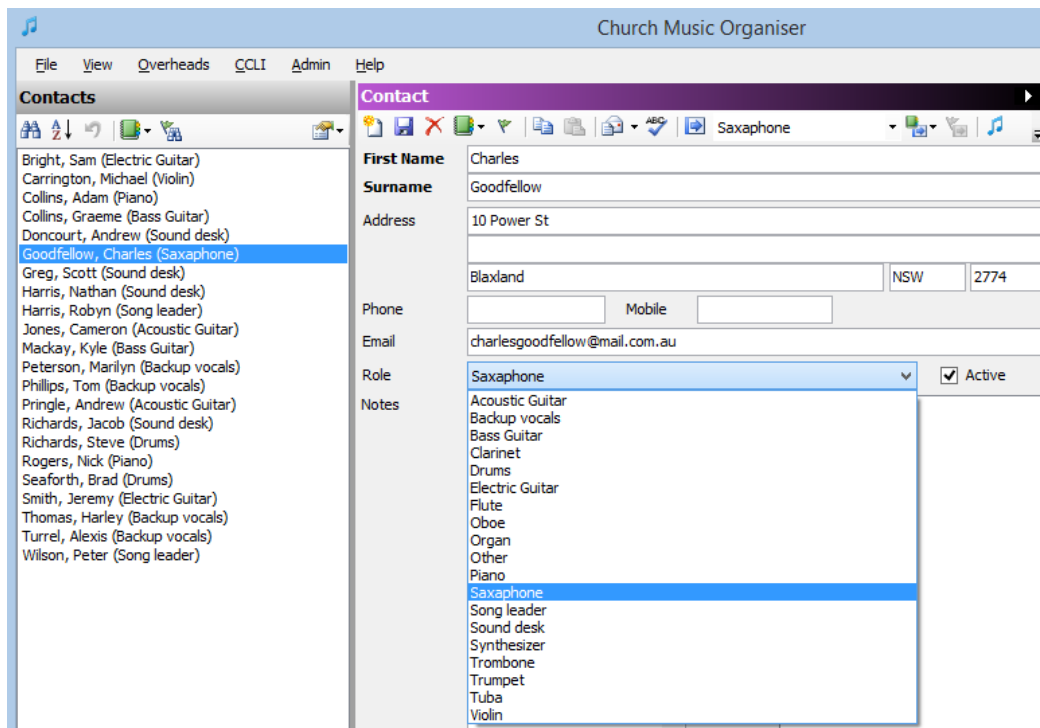 Church Music Organiser
File View Overheads CCLI Admin Help
Contacts
Bright, Sam (Electric Guitar)
Carrington, Michael (Violin)
Collins, Adam (Piano)
Collins, Graeme (Bass Guitar)
Doncourt, Andrew (Sound desk)
Goodfellow, Charles (Saxaphone)
Greg, Scott (Sound desk)
Harris, Nathan (Sound desk)
Harris, Robyn (Song leader)
Jones, Cameron (Acoustic Guitar)
Mackay, Kyle (Bass Guitar)
Peterson, Marilyn (Backup vocals)
Phillips, Tom (Backup vocals)
Pringle, Andrew (Acoustic Guitar)
Richards, Jacob (Sound desk)
Richards, Steve (Drums)
Rogers, Nick (Piano)
Seaforth, Brad (Drums)
Smith, Jeremy (Electric Guitar)
Thomas, Harley (Backup vocals)
Turrel, Alexis (Backup vocals)
Wilson, Peter (Song leader)
Contact
ABC Saxaphone
First Name Charles
Surname Goodfellow
Address 10 Power St
Blaxland NSW 2774
Phone Mobile
Email charlesgoodfellow@mail.com.au
Role Saxaphone Active
Notes
Acoustic Guitar
Backup vocals
Bass Guitar
Clarinet
Drums
Electric Guitar
Flute
Oboe
Organ
Other
Piano
Saxaphone
Song leader
Sound desk
Synthesizer
Trombone
Trumpet
Tuba
Violin